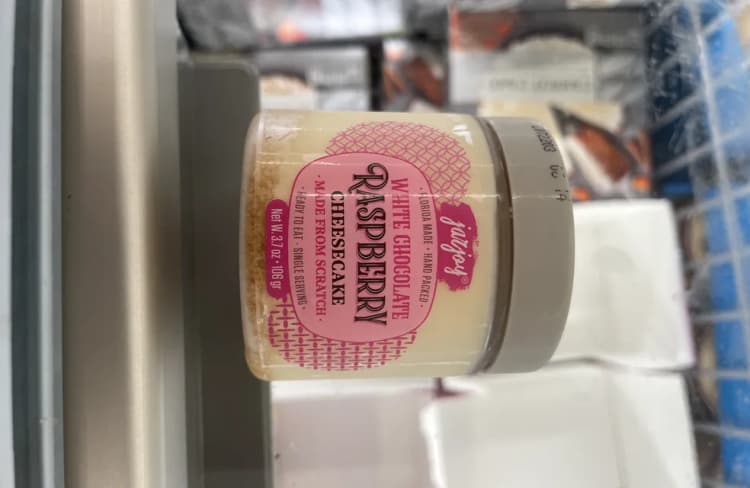 jarjoy®
• FLORIDA MADE • HAND PACKED •
WHITE CHOCOLATE
RASPBERRY
CHEESECAKE
• MADE FROM SCRATCH •
• READY TO EAT • SINGLE SERVING •
Net W. 3.7 oz • 106 gr